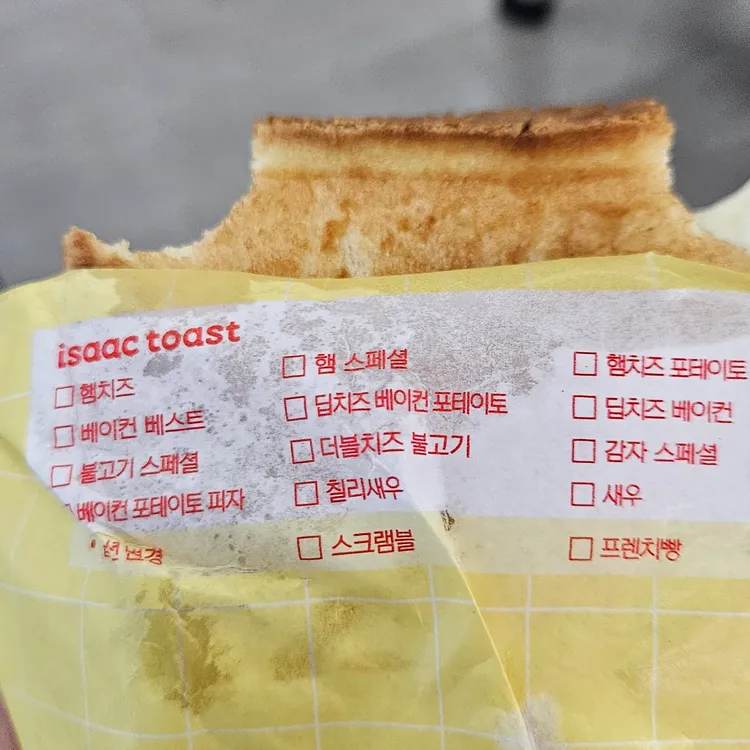 isaac toast
햄치즈
베이컨 베스트
불고기 스페셜
베이컨 포테이토 피자
변경
햄 스페셜
딥치즈 베이컨 포테이토
더블치즈 불고기
칠리새우
스크램블
햄치즈 포테이토
딥치즈 베이컨
감자 스페셜
새우
프렌치빵